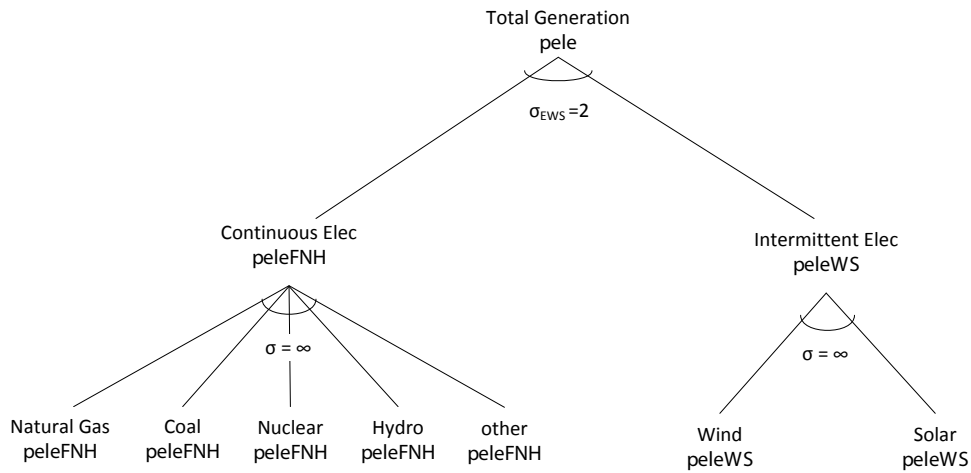 Total Generation
pele
σEWS =2
Continuous Elec
peleFNH
Intermittent Elec
peleWS
σ = ∞
σ = ∞
Natural Gas
peleFNH
Coal
peleFNH
Nuclear
peleFNH
Hydro
peleFNH
other
peleFNH
Wind
peleWS
Solar
peleWS